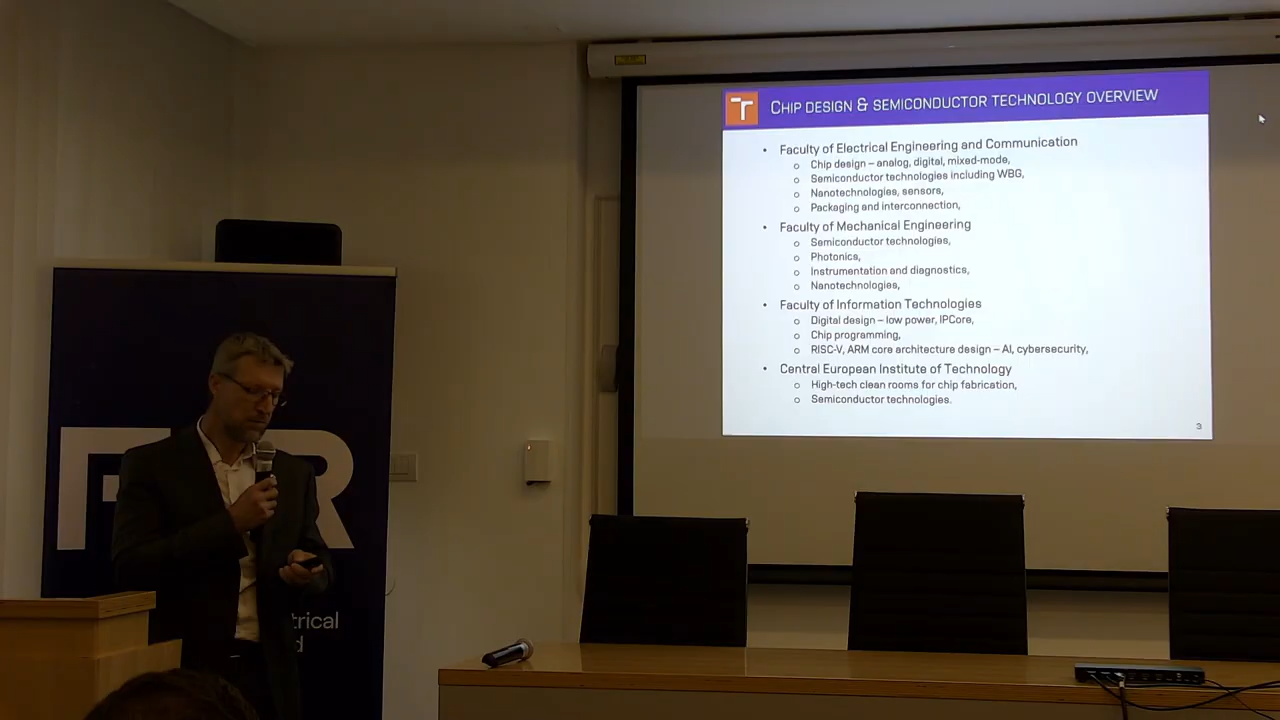 T CHIP DESIGN & SEMICONDUCTOR TECHNOLOGY OVERVIEW
• Faculty of Electrical Engineering and Communication
o Chip design – analog, digital, mixed-mode,
o Semiconductor technologies including WBG,
o Nanotechnologies, sensors,
o Packaging and interconnection,
• Faculty of Mechanical Engineering
o Semiconductor technologies,
o Photonics,
o Instrumentation and diagnostics,
o Nanotechnologies,
• Faculty of Information Technologies
o Digital design – low power, IPCore,
o Chip programming,
o RISC-V, ARM core architecture design – AI, cybersecurity,
• Central European Institute of Technology
o High-tech clean rooms for chip fabrication,
o Semiconductor technologies.
3
F R
trical
d